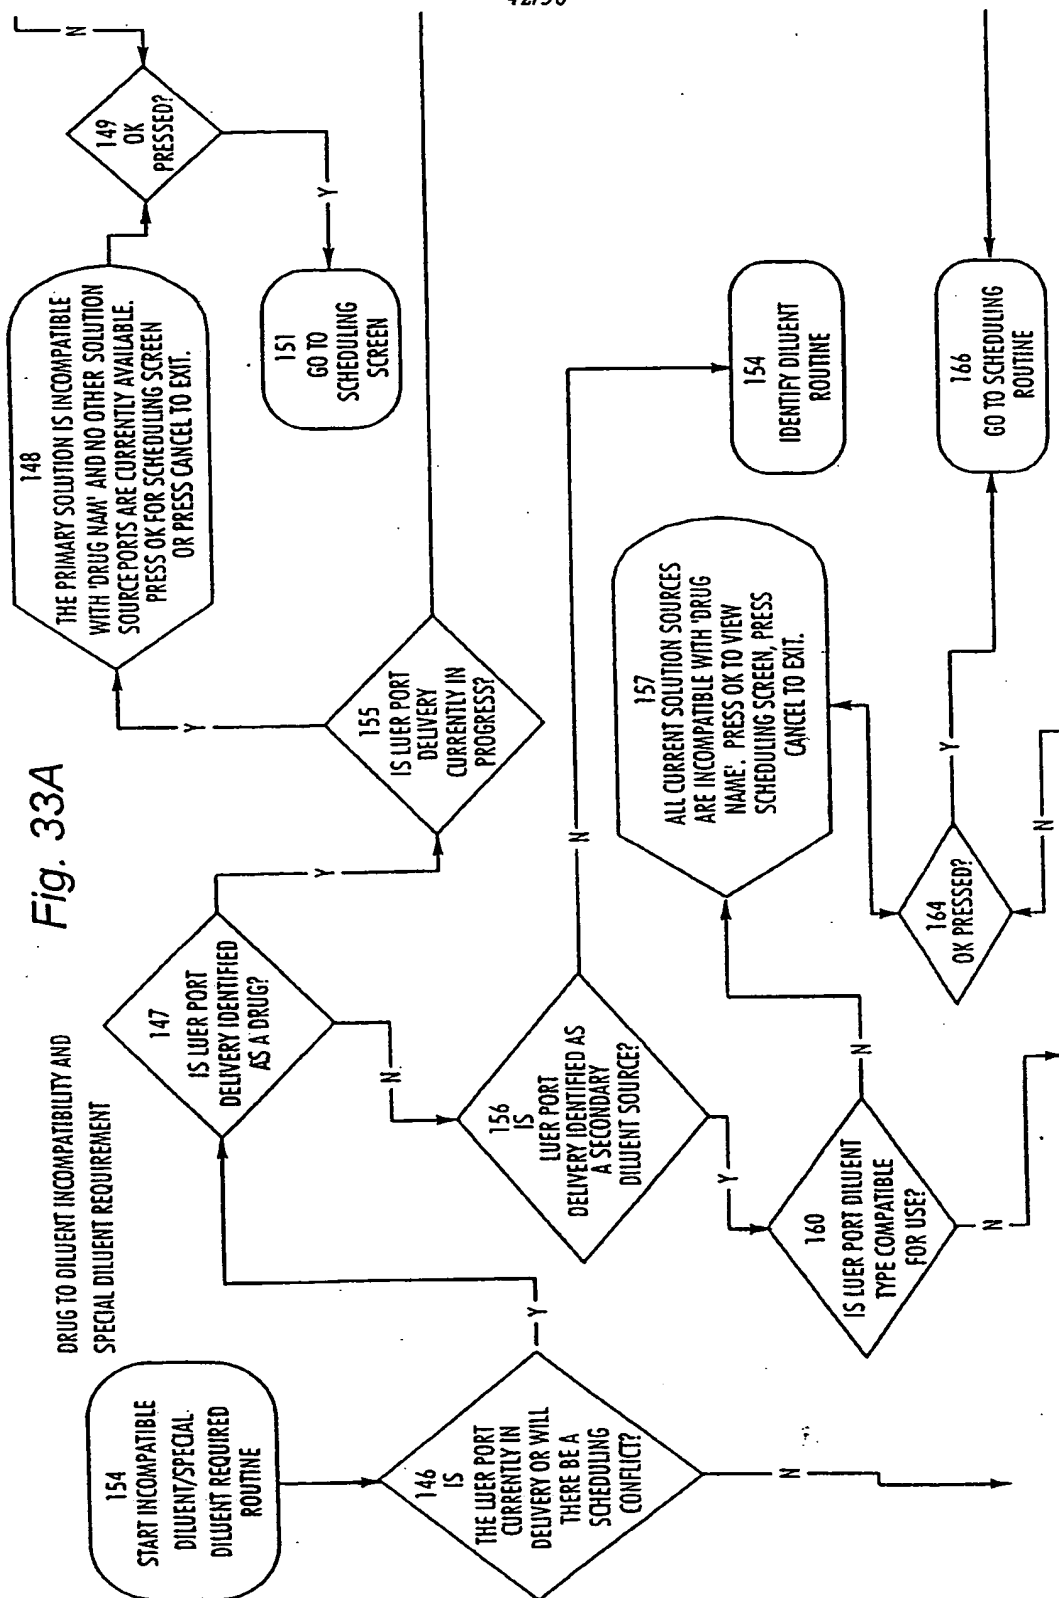 Fig. 33A
DRUG TO DILUENT INCOMPATIBILITY AND
SPECIAL DILUENT REQUIREMENT
154
START INCOMPATIBLE
DILUENT/SPECIAL
DILUENT REQUIRED
ROUTINE
146
IS
THE LUER PORT
CURRENTLY IN
DELIVERY OR WILL
THERE BE A
SCHEDULING
CONFLICT?
Y
N
147
IS LUER PORT
DELIVERY IDENTIFIED
AS A DRUG?
Y
N
155
IS LUER PORT
DELIVERY
CURRENTLY IN
PROGRESS?
Y
148
THE PRIMARY SOLUTION IS INCOMPATIBLE
WITH 'DRUG NAM' AND NO OTHER SOLUTION
SOURCEPORTS ARE CURRENTLY AVAILABLE.
PRESS OK FOR SCHEDULING SCREEN
OR PRESS CANCEL TO EXIT.
149
OK
PRESSED?
N
Y
151
GO TO
SCHEDULING
SCREEN
156
IS
LUER PORT
DELIVERY IDENTIFIED AS
A SECONDARY
DILUENT SOURCE?
N
Y
154
IDENTIFY DILUENT
ROUTINE
160
IS LUER PORT DILUENT
TYPE COMPATIBLE
FOR USE?
N
N
157
ALL CURRENT SOLUTION SOURCES
ARE INCOMPATIBLE WITH 'DRUG
NAME'. PRESS OK TO VIEW
SCHEDULING SCREEN, PRESS
CANCEL TO EXIT.
164
OK PRESSED?
Y
N
166
GO TO SCHEDULING
ROUTINE